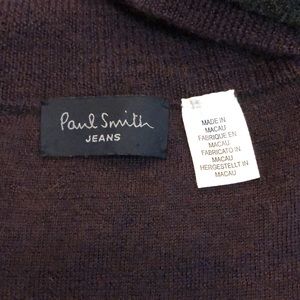 Paul Smith
JEANS
MADE IN
MACAU
FABRIQUE EN
MACAU
FABRICATO IN
MACAU
HERGESTELLT IN
MACAU